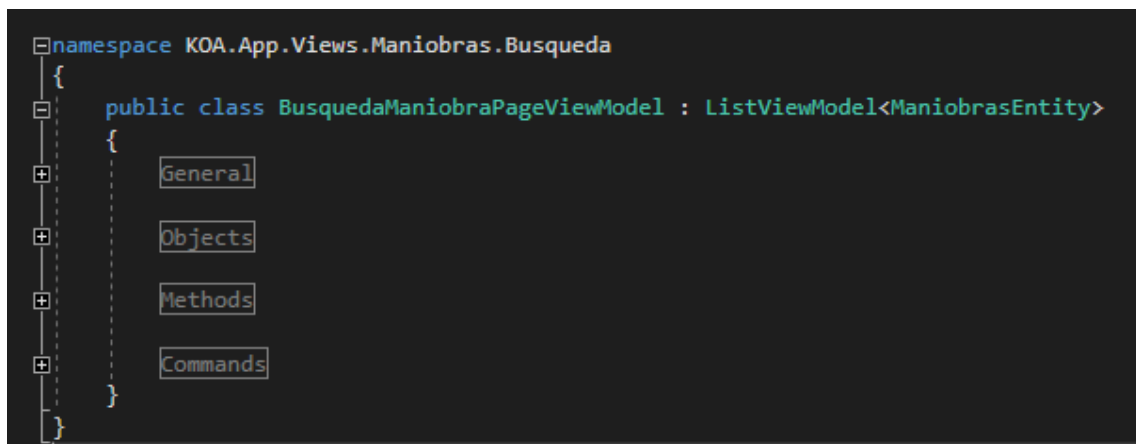 namespace KOA.App.Views.Maniobras.Busqueda
{
public class BusquedaManiobraPageViewModel : ListViewModel<ManiobrasEntity>
{
General
Objects
Methods
Commands
}
}